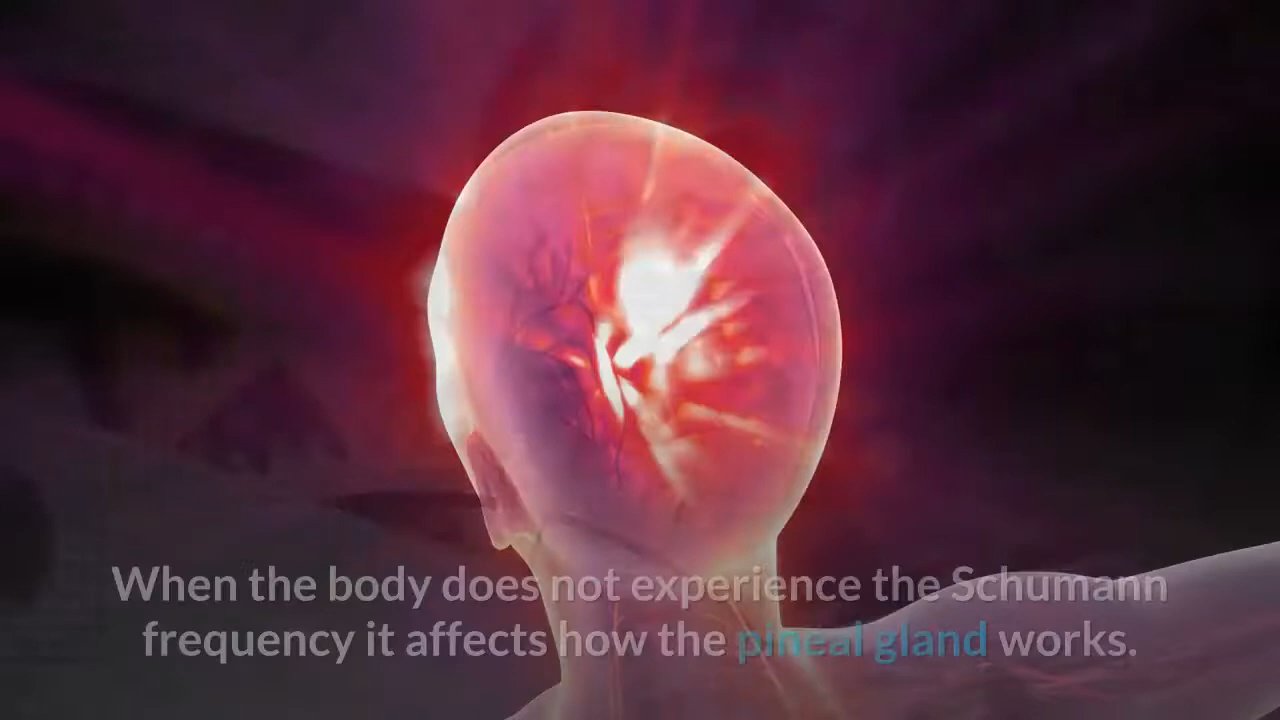 When the body does not experience the Schumann
frequency it affects how the pineal gland works.